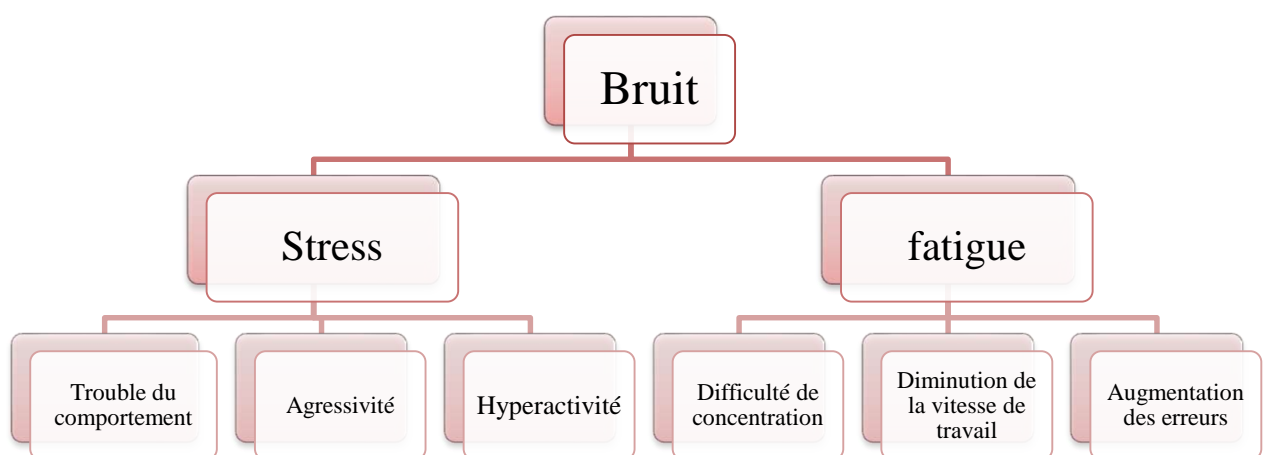 Bruit
Stress
fatigue
Trouble du
comportement
Agressivité
Hyperactivité
Difficulté de
concentration
Diminution de
la vitesse de
travail
Augmentation
des erreurs